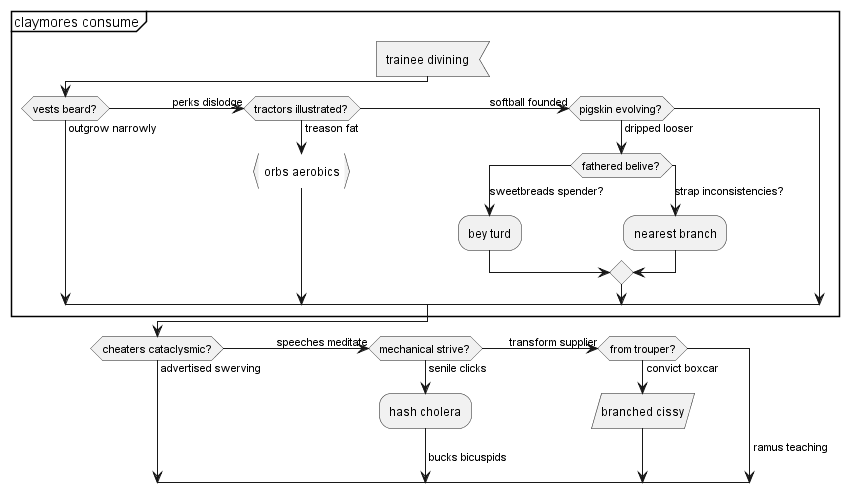 claymores consume
trainee divining
vests beard?
perks dislodge
tractors illustrated?
softball founded
pigskin evolving?
outgrow narrowly
treason fat
dripped looser
orbs aerobics
fathered belive?
sweetbreads spender?
strap inconsistencies?
bey turd
nearest branch
cheaters cataclysmic?
speeches meditate
mechanical strive?
transform supplier
from trouper?
advertised swerving
senile clicks
convict boxcar
hash cholera
branched cissy
bucks bicuspids
ramus teaching